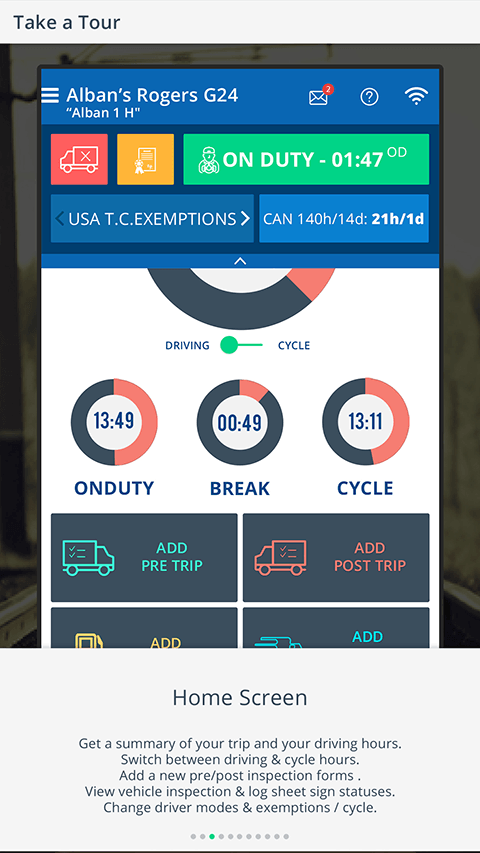 Take a Tour
Alban's Rogers G24
"Alban 1 H"
2
?
ON DUTY - 01:47 OD
USA T.C.EXEMPTIONS
CAN 140h/14d: 21h/1d
DRIVING
CYCLE
13:49
00:49
13:11
ONDUTY
BREAK
CYCLE
ADD
PRE TRIP
ADD
POST TRIP
ADD
ADD
Home Screen
Get a summary of your trip and your driving hours.
Switch between driving & cycle hours.
Add a new pre/post inspection forms .
View vehicle inspection & log sheet sign statuses.
Change driver modes & exemptions / cycle.